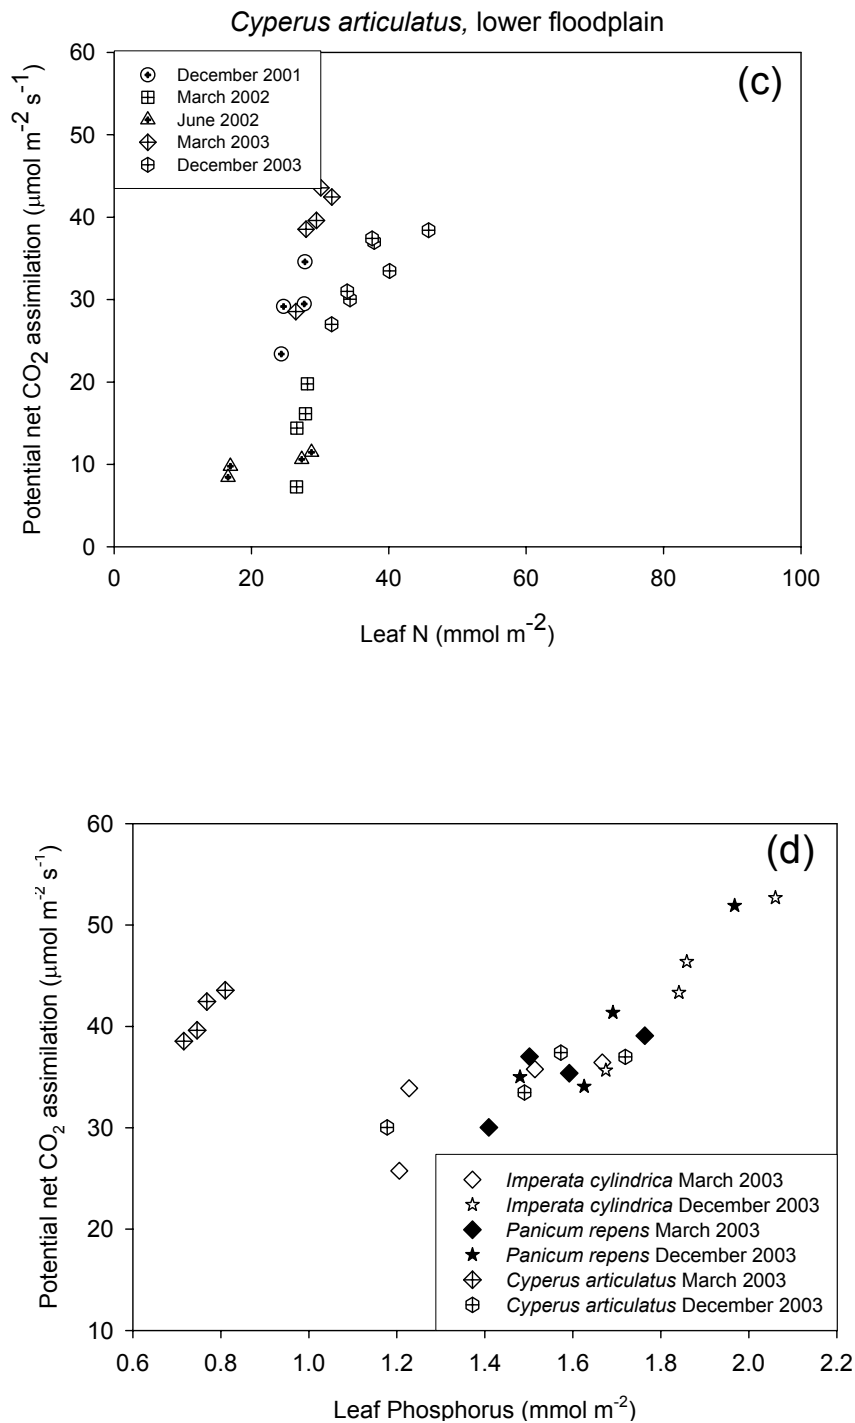 Cyperus articulatus, lower floodplain
(c)
December 2001
March 2002
June 2002
March 2003
December 2003
Potential net CO2 assimilation (μmol m-2 s-1)
60
50
40
30
20
10
0
0 20 40 60 80 100
Leaf N (mmol m-2)
(d)
Potential net CO2 assimilation (μmol m-2 s-1)
60
50
40
30
20
10
Imperata cylindrica March 2003
Imperata cylindrica December 2003
Panicum repens March 2003
Panicum repens December 2003
Cyperus articulatus March 2003
Cyperus articulatus December 2003
0.6 0.8 1.0 1.2 1.4 1.6 1.8 2.0 2.2
Leaf Phosphorus (mmol m-2)